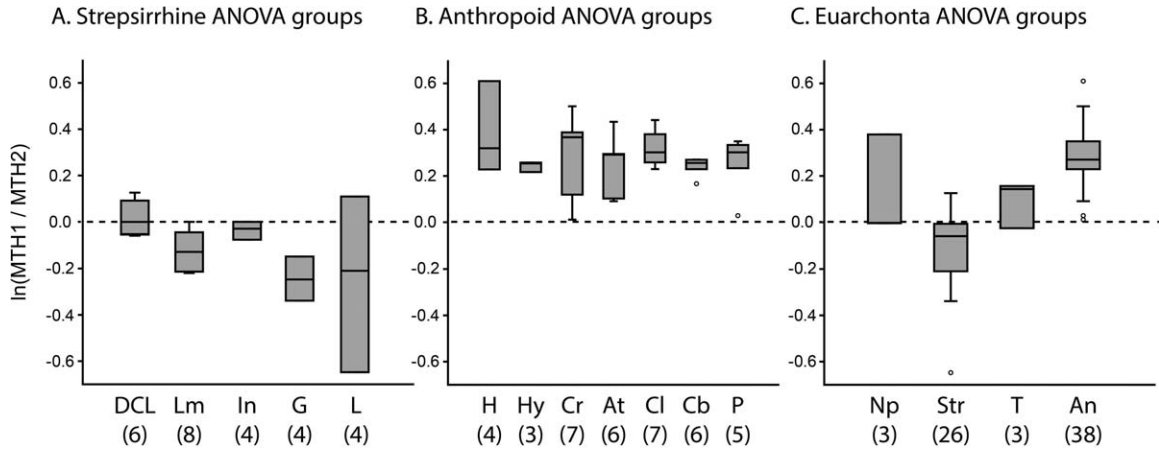 A. Strepsirrhine ANOVA groups
B. Anthropoid ANOVA groups
C. Euarchonta ANOVA groups
ln(MTH1 / MTH2)
0.6
0.4
0.2
0.0
-0.2
-0.4
-0.6
DCL Lm In G L
(6) (8) (4) (4) (4)
0.6
0.4
0.2
0.0
-0.2
-0.4
-0.6
H Hy Cr At Cl Cb P
(4) (3) (7) (6) (7) (6) (5)
0.6
0.4
0.2
0.0
-0.2
-0.4
-0.6
Np Str T An
(3) (26) (3) (38)